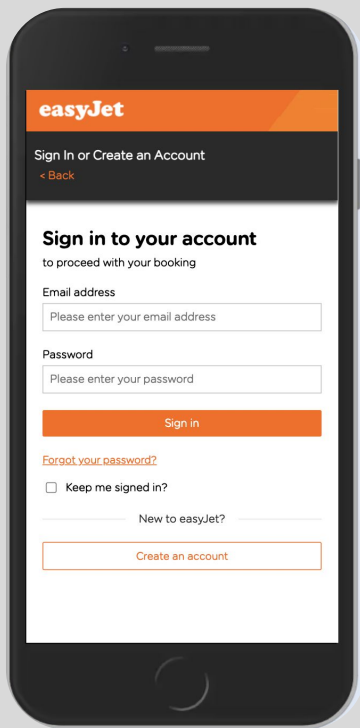 easyJet
Sign In or Create an Account
< Back
Sign in to your account
to proceed with your booking
Email address
Please enter your email address
Password
Please enter your password
Sign in
Forgot your password?
Keep me signed in?
New to easyJet?
Create an account